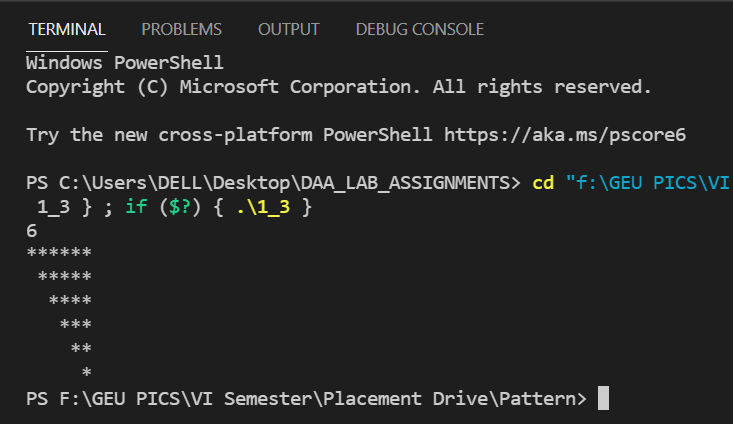 TERMINAL PROBLEMS OUTPUT DEBUG CONSOLE
Windows PowerShell
Copyright (C) Microsoft Corporation. All rights reserved.
Try the new cross-platform PowerShell https://aka.ms/pscore6
PS C:\Users\DELL\Desktop\DAA_LAB_ASSIGNMENTS> cd "f:\GEU PICS\VI
 1_3 } ; if ($?) { .\1_3 }
6
******
 *****
  ****
   ***
    **
     *
PS F:\GEU PICS\VI Semester\Placement Drive\Pattern>